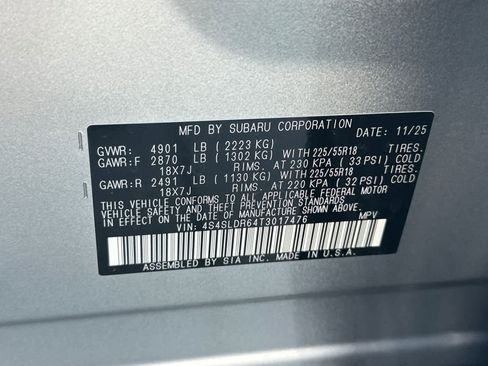 MFD BY SUBARU CORPORATION DATE: 11/25
GVWR: 4901 LB ( 2223 KG)
GAWR:F 2870 LB ( 1302 KG) WITH 225/55R18 TIRES.
18X7J RIMS. AT 230 KPA ( 33 PSI) COLD
GAWR:R 2491 LB ( 1130 KG) WITH 225/55R18 TIRES.
18X7J RIMS. AT 220 KPA ( 32 PSI) COLD
THIS VEHICLE CONFORMS TO ALL APPLICABLE FEDERAL MOTOR
VEHICLE SAFETY AND THEFT PREVENTION STANDARDS
IN EFFECT ON THE DATE OF MANUFACTURE SHOWN ABOVE.
VIN: 4S4SLDR64T3017476 MPV
ASSEMBLED BY SIA INC. MADE IN U.S.A.